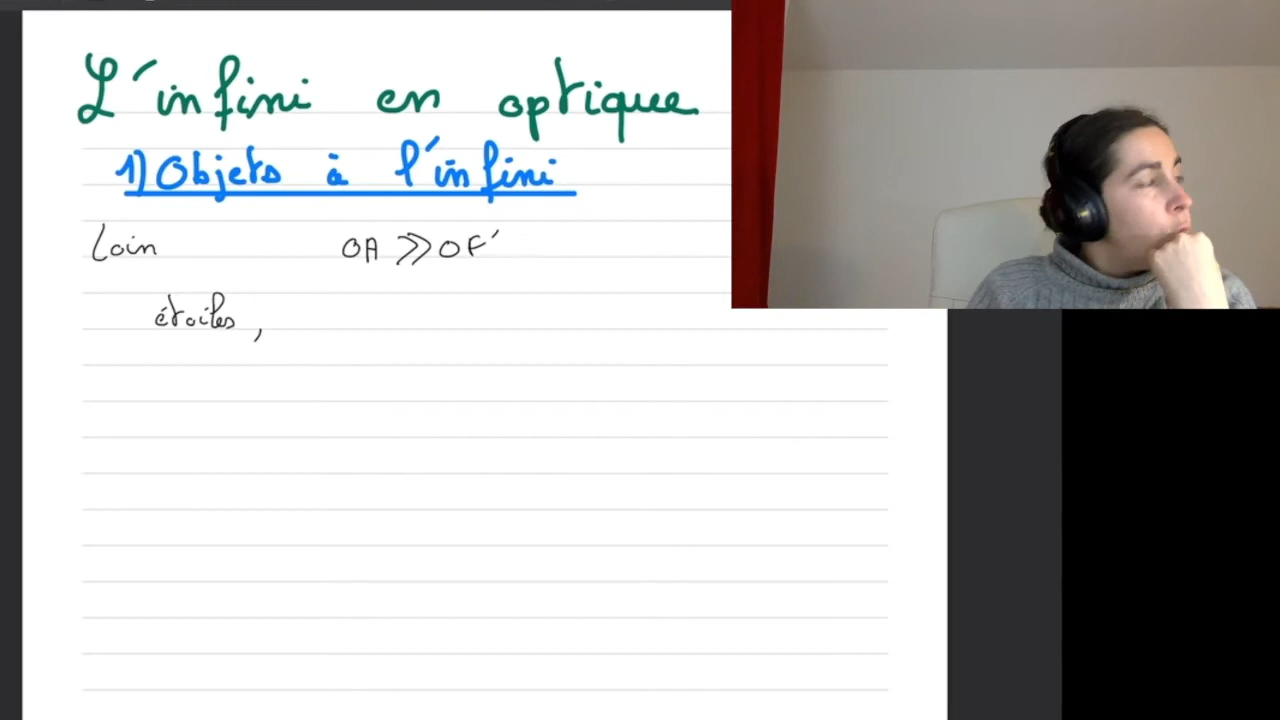 L'infini en optique
1) Objets à l'infini
Loin OA >> OF'
étoiles,